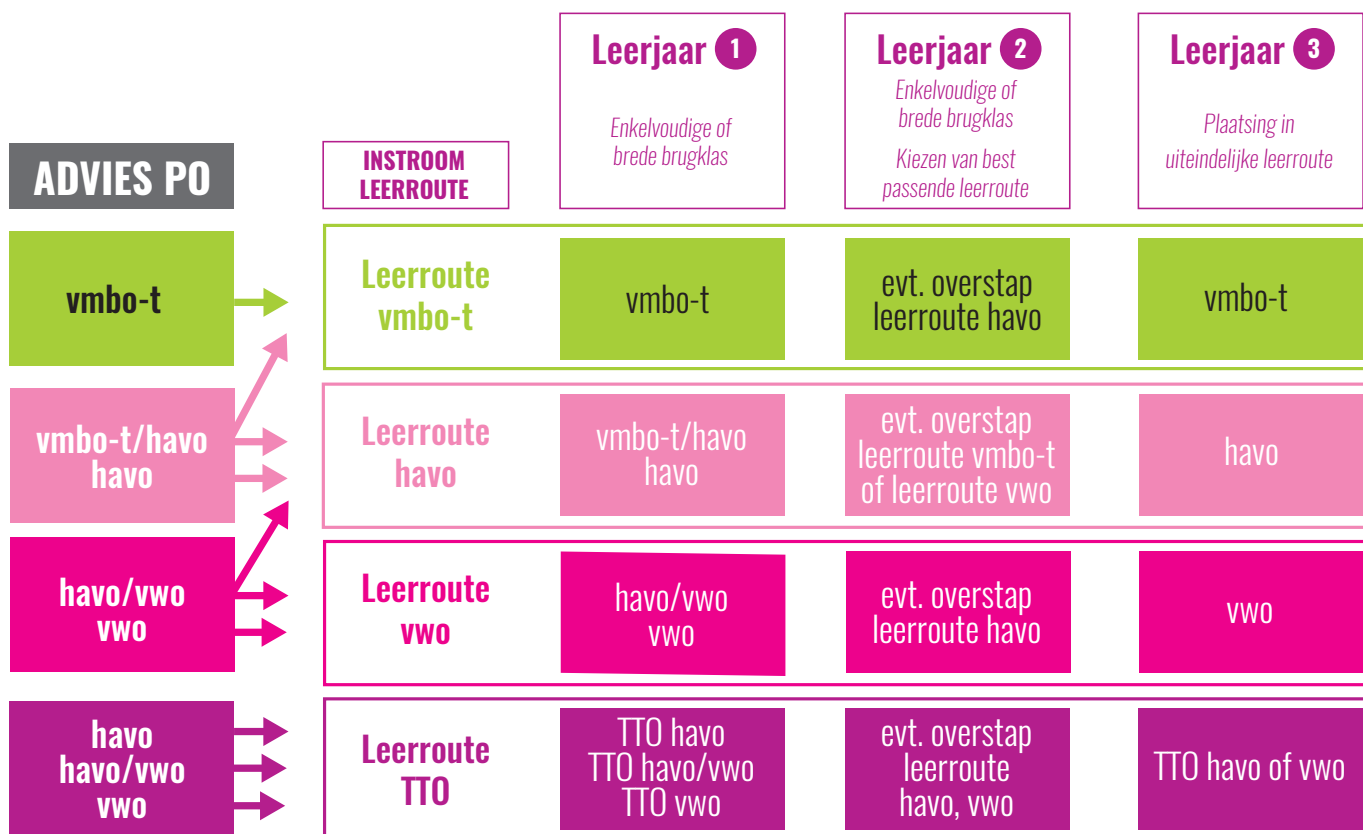 Leerjaar 1
Enkelvoudige of
brede brugklas
Leerjaar 2
Enkelvoudige of
brede brugklas
Kiezen van best
passende leerroute
Leerjaar 3
Plaatsing in
uiteindelijke leerroute
ADVIES PO
INSTROOM
LEERROUTE
vmbo-t
Leerroute
vmbo-t
vmbo-t
evt. overstap
leerroute havo
vmbo-t
vmbo-t/havo
havo
Leerroute
havo
vmbo-t/havo
havo
evt. overstap
leerroute vmbo-t
of leerroute vwo
havo
havo/vwo
vwo
Leerroute
vwo
havo/vwo
vwo
evt. overstap
leerroute havo
vwo
havo
havo/vwo
vwo
Leerroute
TTO
TTO havo
TTO havo/vwo
TTO vwo
evt. overstap
leerroute
havo, vwo
TTO havo of vwo